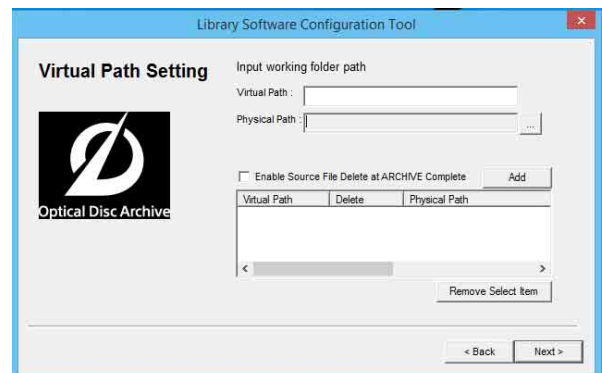 Library Software Configuration Tool
Virtual Path Setting
Input working folder path
Virtual Path :
Physical Path :
...
Optical Disc Archive
Enable Source File Delete at ARCHIVE Complete
Add
Virtual Path Delete Physical Path
Remove Select Item
< Back Next >